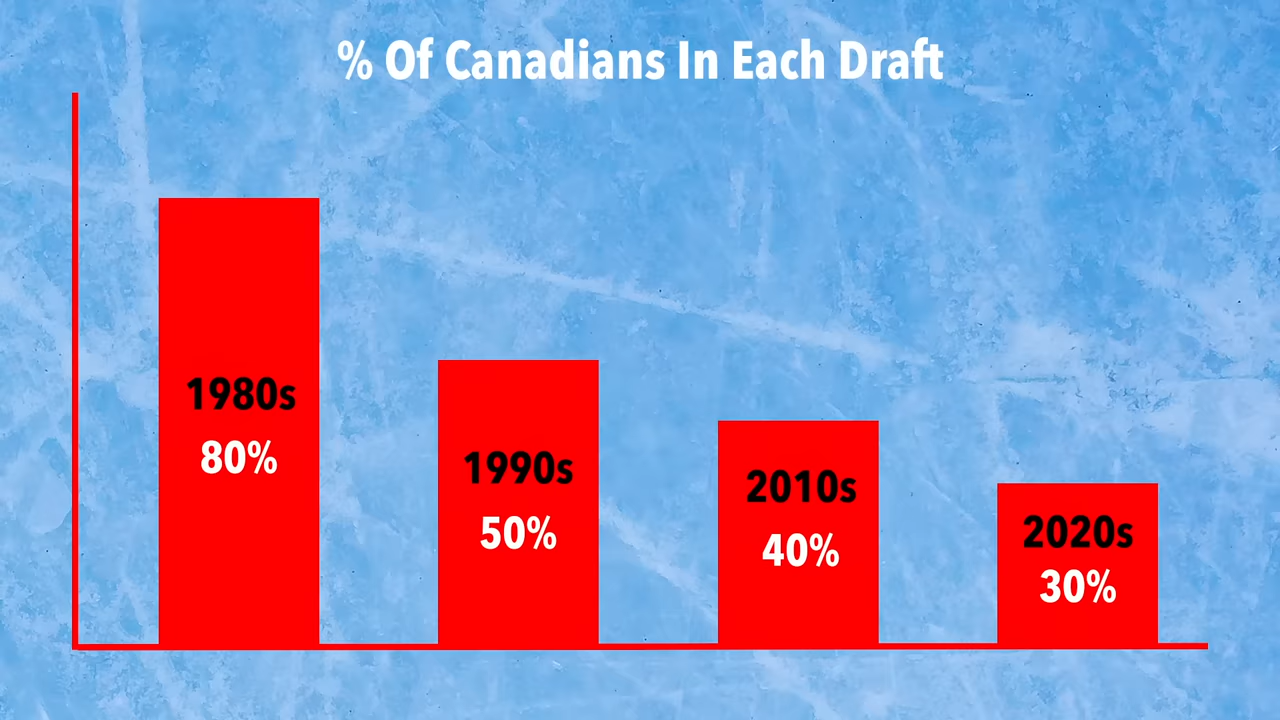 % Of Canadians In Each Draft
1980s
80%
1990s
50%
2010s
40%
2020s
30%